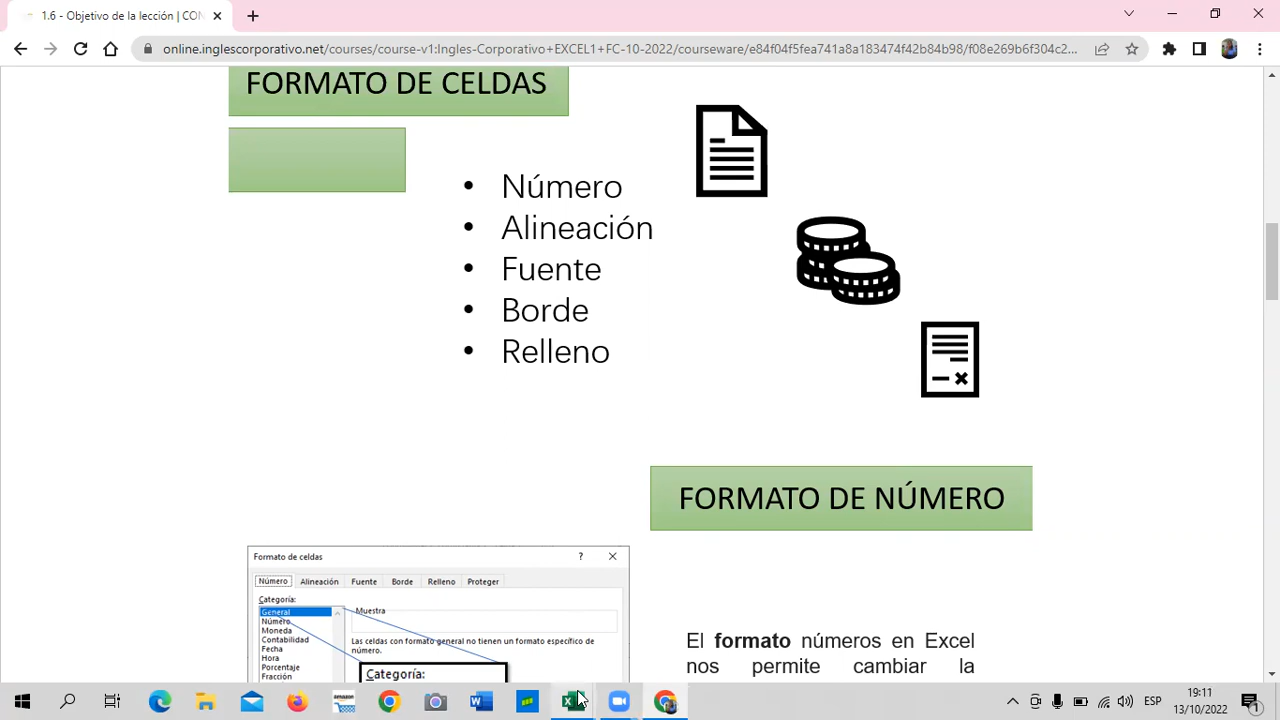 1.6 - Objetivo de la lección | CON
online.inglescorporativo.net/courses/course-v1:Ingles-Corporativo+EXCEL1+FC-10-2022/courseware/e84f04f5fea741a8a183474f42b84b98/f08e269b6f304c2...
FORMATO DE CELDAS
• Número
• Alineación
• Fuente
• Borde
• Relleno
FORMATO DE NÚMERO
Formato de celdas
Número Alineación Fuente Borde Relleno Proteger
Categoría:
General
Número
Moneda
Contabilidad
Fecha
Hora
Porcentaje
Fracción
Muestra
Las celdas con formato general no tienen un formato específico de
número.
Categoría:
El formato números en Excel
nos permite cambiar la
amazon
ESP
19:11
13/10/2022